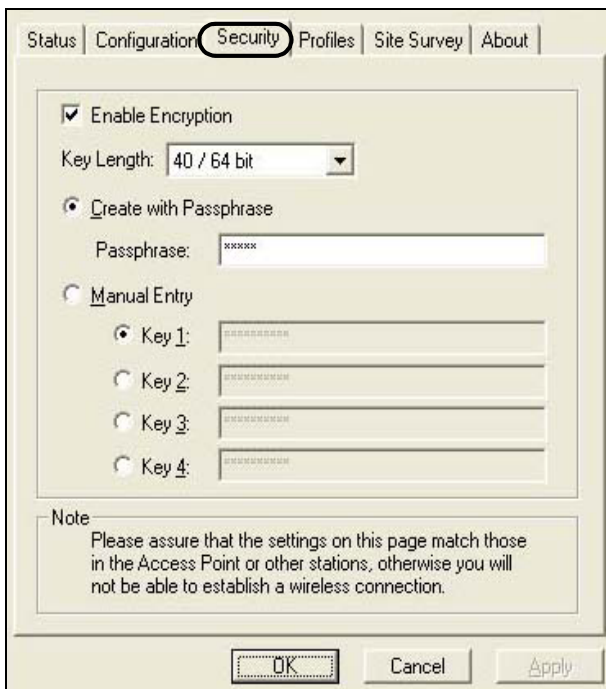 Status Configuration Security Profiles Site Survey About
Enable Encryption
Key Length: 40 / 64 bit
Create with Passphrase
Passphrase: *****
Manual Entry
Key 1: **********
Key 2: **********
Key 3: **********
Key 4: **********
Note
Please assure that the settings on this page match those
in the Access Point or other stations, otherwise you will
not be able to establish a wireless connection.
OK Cancel Apply